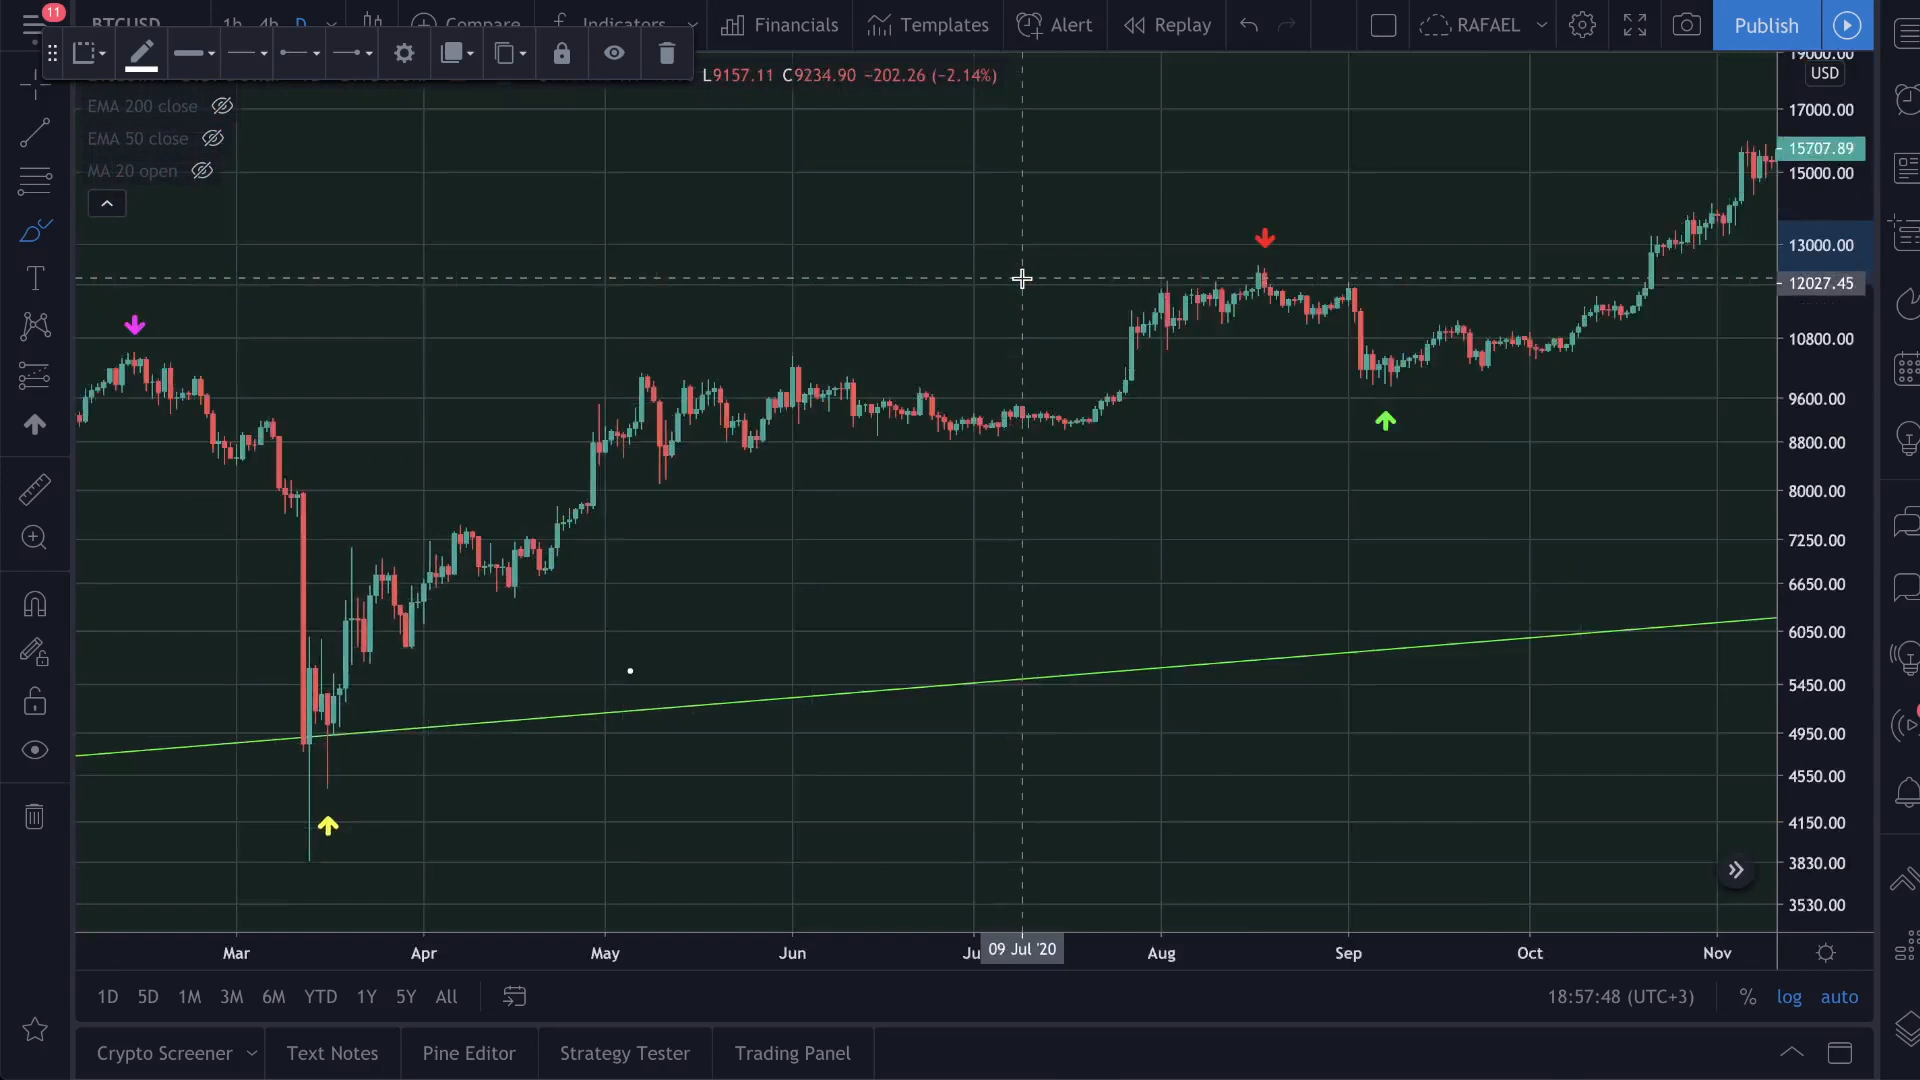 11
BTCUSD 1h 4h D Compare Indicators Financials Templates Alert Replay RAFAEL Publish
L9157.11 C9234.90 −202.26 (−2.14%)
EMA 200 close
EMA 50 close
MA 20 open
19000.00
USD
17000.00
15707.89
15000.00
13000.00
12027.45
10800.00
9600.00
8800.00
8000.00
7250.00
6650.00
6050.00
5450.00
4950.00
4550.00
4150.00
3830.00
3530.00
Mar Apr May Jun Ju 09 Jul '20 Aug Sep Oct Nov
1D 5D 1M 3M 6M YTD 1Y 5Y All 18:57:48 (UTC+3) % log auto
Crypto Screener Text Notes Pine Editor Strategy Tester Trading Panel